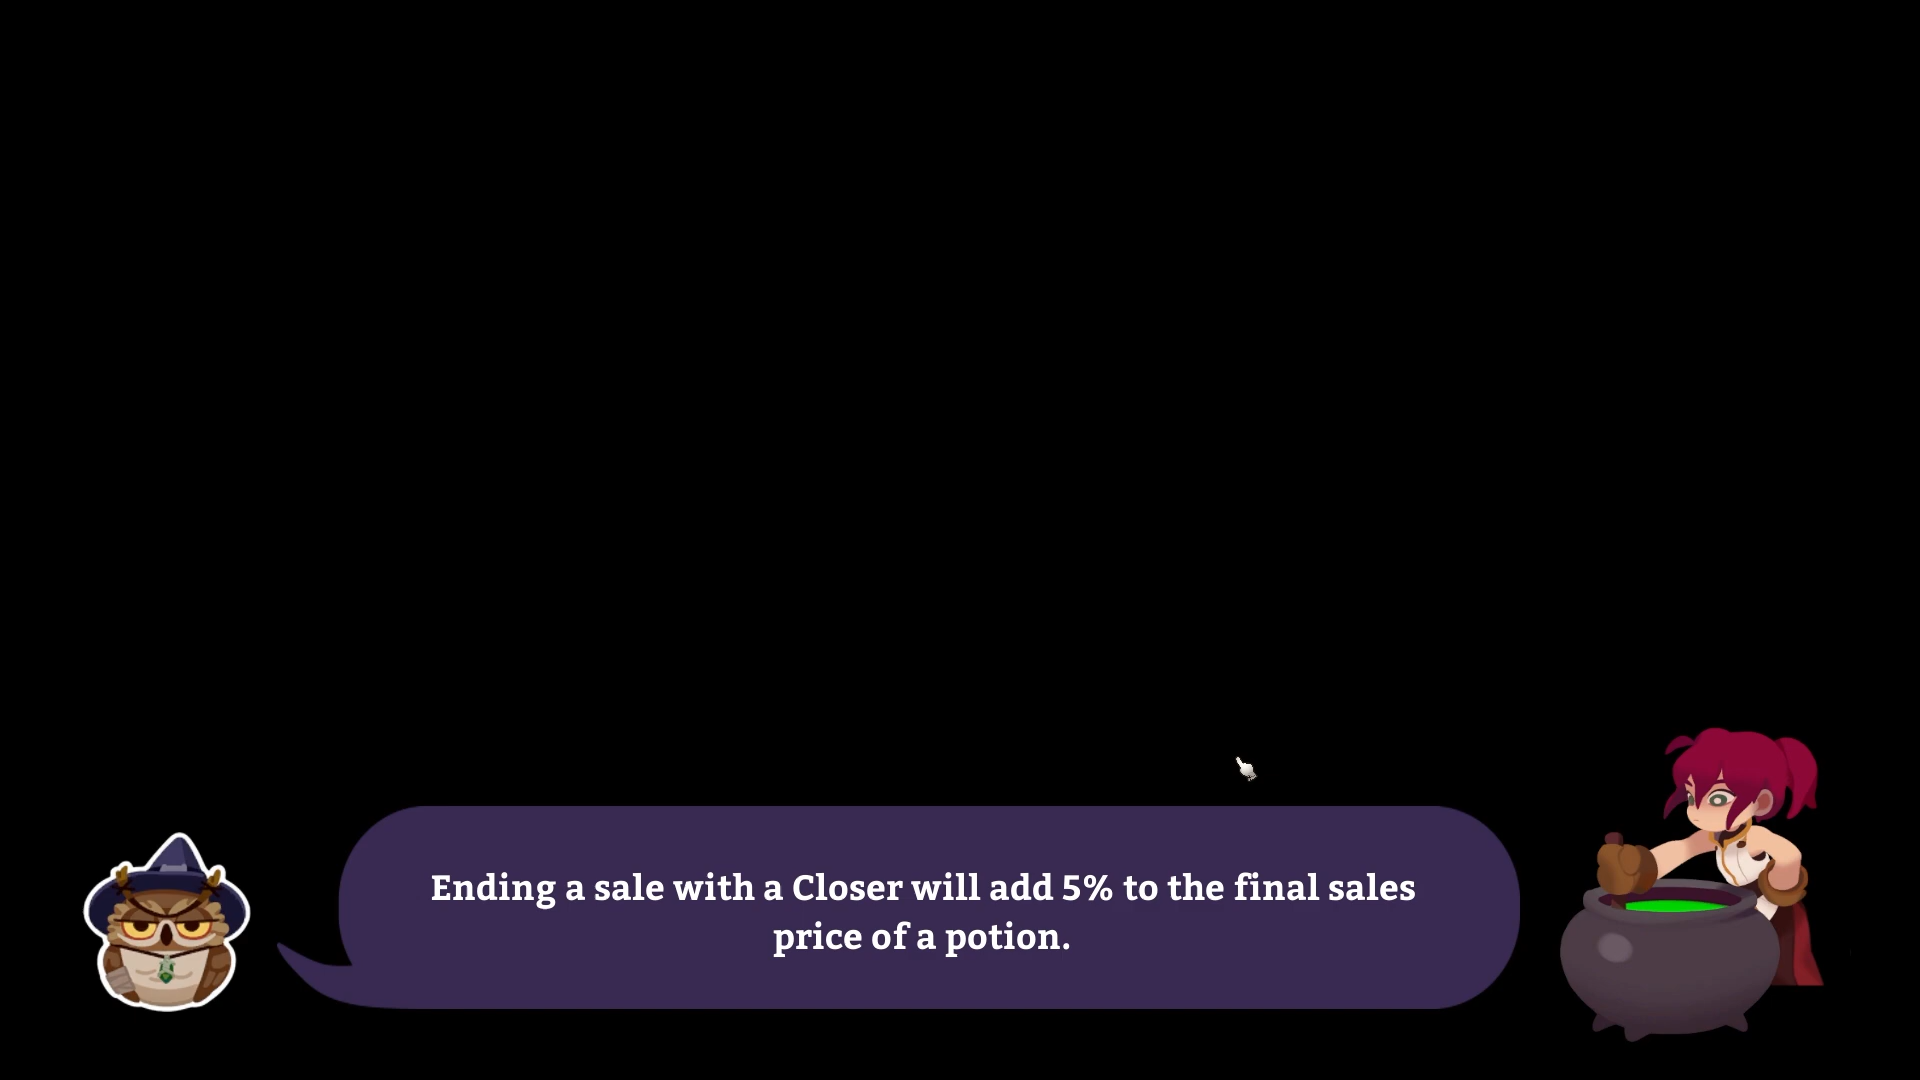 Ending a sale with a Closer will add 5% to the final sales
price of a potion.